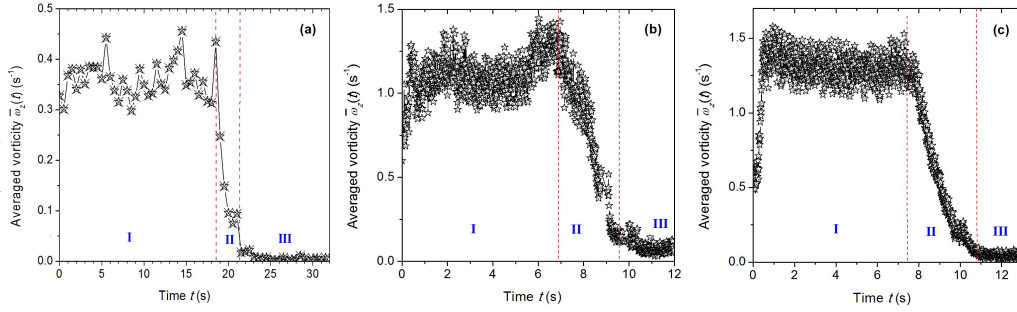 (a)
Averaged vorticity ω̅z(t) (s⁻¹)
0.5
0.4
0.3
0.2
0.1
0.0
I
II
III
0 5 10 15 20 25 30
Time t(s)
(b)
Averaged vorticity ω̅z(t) (s⁻¹)
1.5
1.0
1.5
0.0
I
II
III
0 2 4 6 8 10 12
Time t(s)
(c)
Averaged vorticity ω̅z(t) (s⁻¹)
1.5
1.0
1.5
0.0
I
II
III
0 2 4 6 8 10 12
Time t(s)